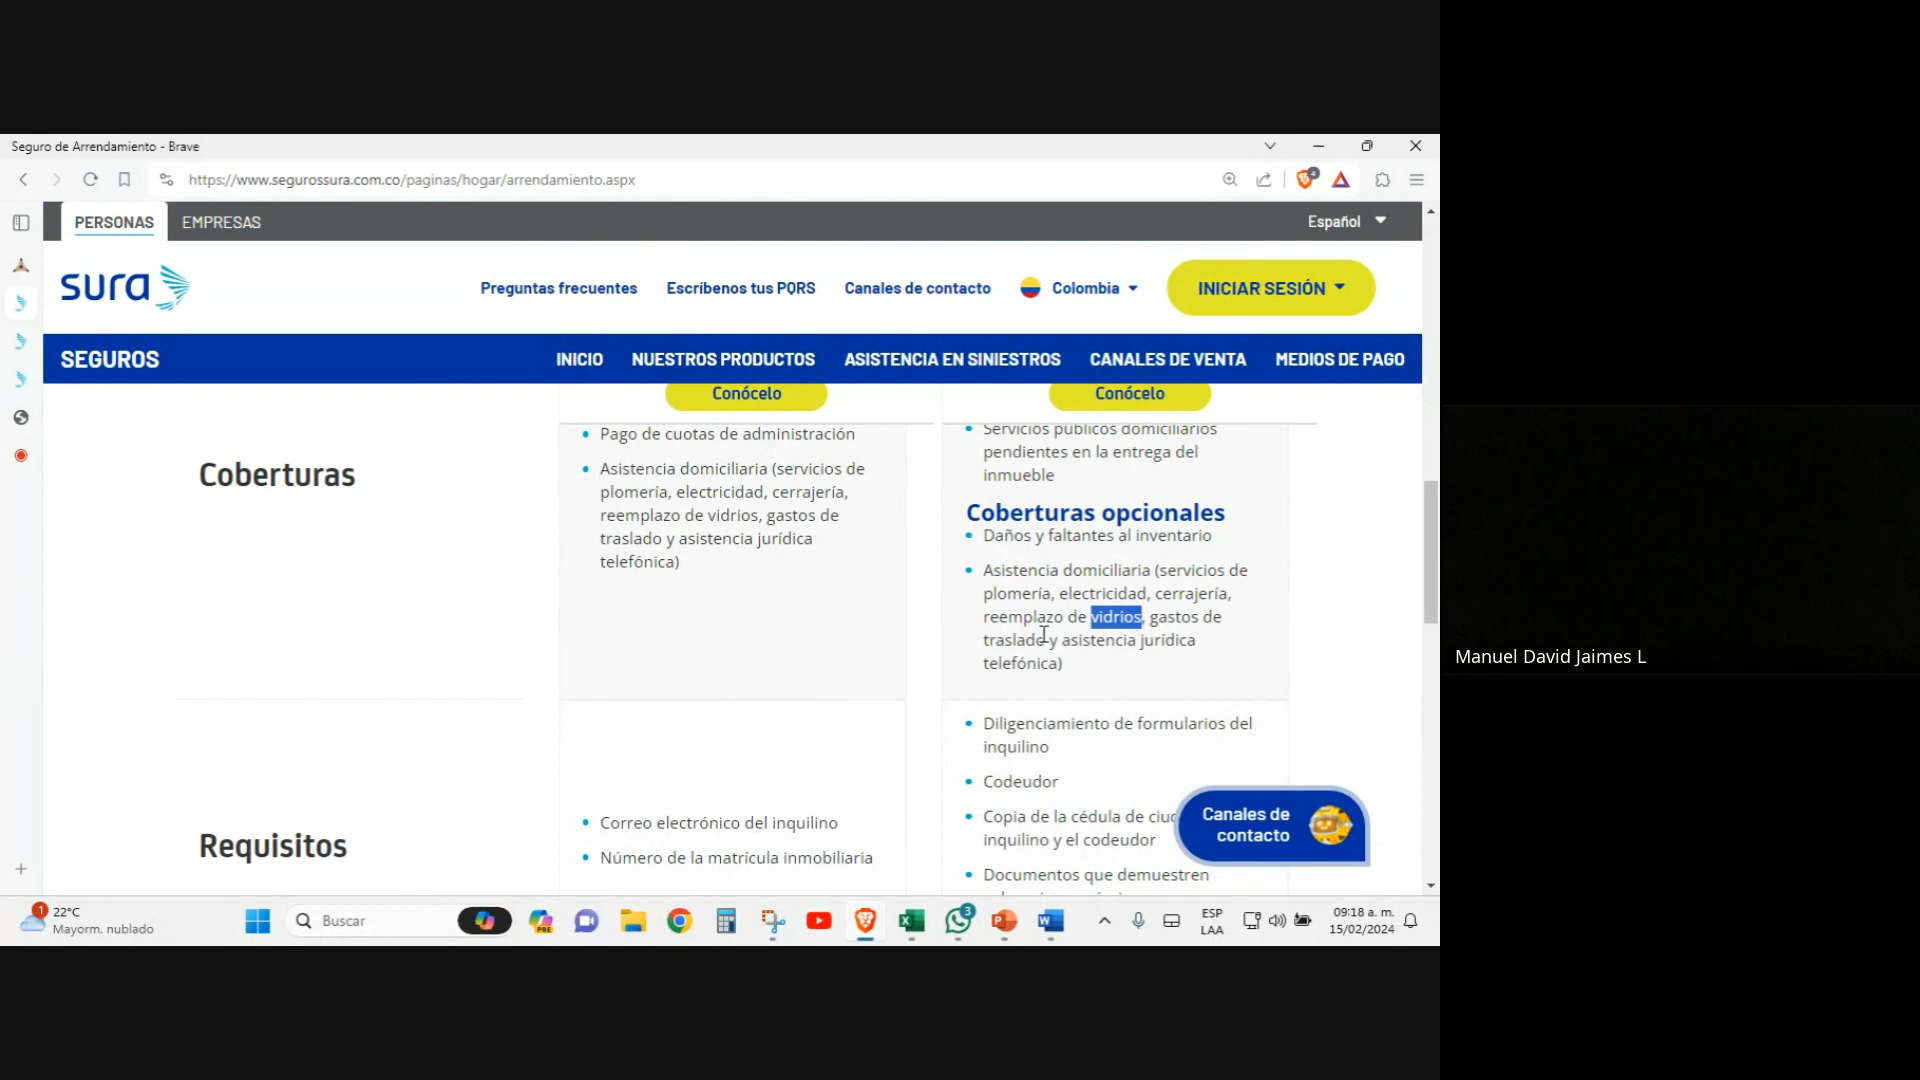 Seguro de Arrendamiento - Brave
https://www.segurossura.com.co/paginas/hogar/arrendamiento.aspx
4
PERSONAS
EMPRESAS
Español
sura
Preguntas frecuentes
Escríbenos tus PQRS
Canales de contacto
Colombia
INICIAR SESIÓN
SEGUROS
INICIO
NUESTROS PRODUCTOS
ASISTENCIA EN SINIESTROS
CANALES DE VENTA
MEDIOS DE PAGO
Conócelo
Conócelo
Coberturas
Pago de cuotas de administración
Asistencia domiciliaria (servicios de
plomería, electricidad, cerrajería,
reemplazo de vidrios, gastos de
traslado y asistencia jurídica
telefónica)
Servicios públicos domiciliarios
pendientes en la entrega del
inmueble
Coberturas opcionales
Daños y faltantes al inventario
Asistencia domiciliaria (servicios de
plomería, electricidad, cerrajería,
reemplazo de vidrios, gastos de
traslado y asistencia jurídica
telefónica)
Requisitos
Correo electrónico del inquilino
Número de la matrícula inmobiliaria
Diligenciamiento de formularios del
inquilino
Codeudor
Copia de la cédula de
inquilino y el codeudor
Documentos que demuestren
Canales de
contacto
Manuel David Jaimes L
1
22°C
Mayorm. nublado
Buscar
PRE
3
ESP
LAA
09:18 a. m.
15/02/2024